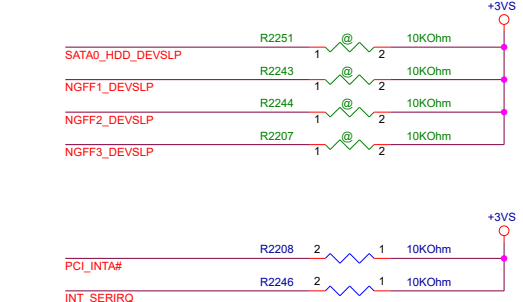 +3VS
R2251 @ 10KOhm
SATA0_HDD_DEVSLP 1 2
R2243 @ 10KOhm
NGFF1_DEVSLP 1 2
R2244 @ 10KOhm
NGFF2_DEVSLP 1 2
R2207 @ 10KOhm
NGFF3_DEVSLP 1 2
+3VS
R2208 2 1 10KOhm
PCI_INTA#
R2246 2 1 10KOhm
INT_SERIRQ